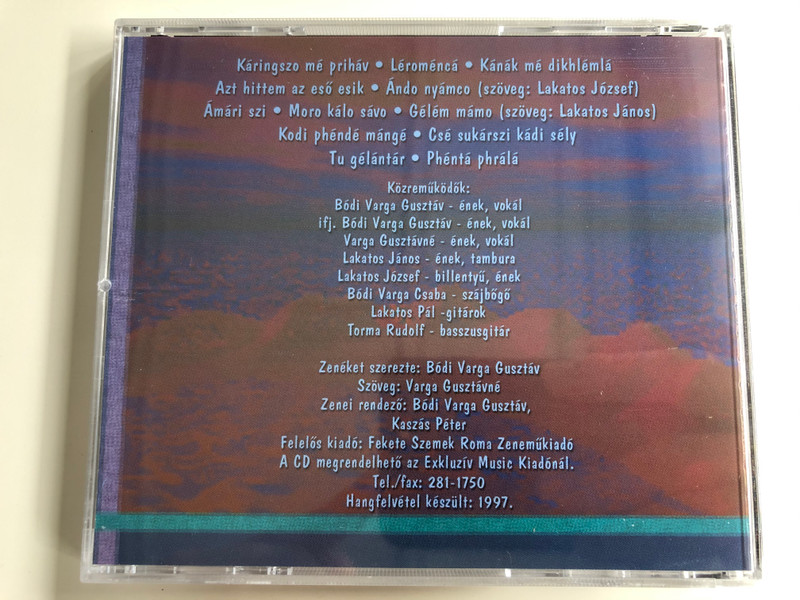 Káringszo mé priháv • Léroméncá • Kánák mé dikhlémlá
Azt hittem az eső esik • Ándo nyámco (szöveg: Lakatos József)
Ámári szi • Moro kálo sávo • Gélém mámo (szöveg: Lakatos János)
Kodi phéndé mángé • Csé sukárszi kádi sély
Tu gélántár • Phéntá phrálá
Közreműködők:
Bódi Varga Gusztáv - ének, vokál
ifj. Bódi Varga Gusztáv - ének, vokál
Varga Gusztávné - ének, vokál
Lakatos János - ének, tambura
Lakatos József - billentyű, ének
Bódi Varga Csaba - szájbőgő
Lakatos Pál -gitárok
Torma Rudolf - basszusgitár
Zenéket szerezte: Bódi Varga Gusztáv
Szöveg: Varga Gusztávné
Zenei rendező: Bódi Varga Gusztáv,
Kaszás Péter
Felelős kiadó: Fekete Szemek Roma Zeneműkiadó
A CD megrendelhető az Exkluzív Music Kiadónál.
Tel./fax: 281-1750
Hangfelvétel készült: 1997.